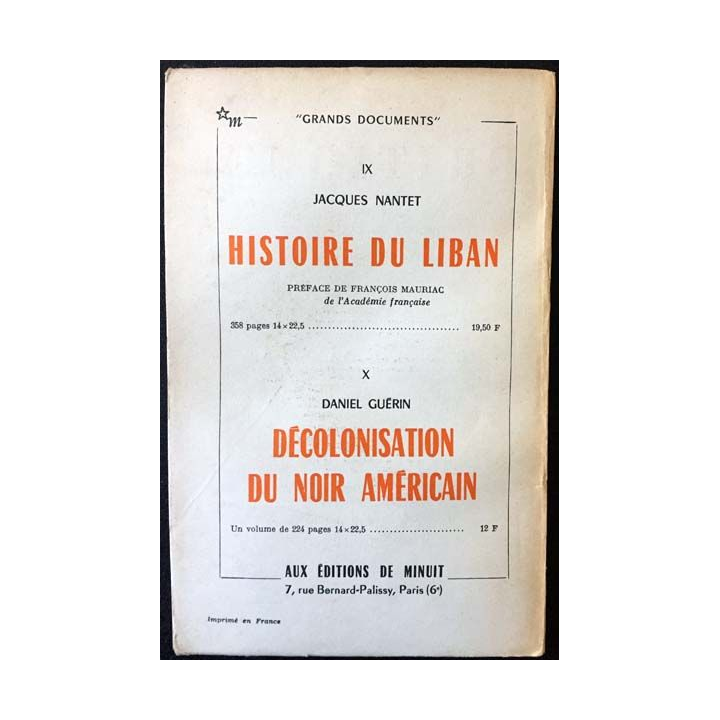 m
"GRANDS DOCUMENTS"
IX
JACQUES NANTET
HISTOIRE DU LIBAN
PRÉFACE DE FRANÇOIS MAURIAC
de l'Académie française
358 pages 14×22,5 ..................................... 19,50 F
X
DANIEL GUÉRIN
DÉCOLONISATION
DU NOIR AMÉRICAIN
Un volume de 224 pages 14×22,5 ........................ 12 F
AUX ÉDITIONS DE MINUIT
7, rue Bernard-Palissy, Paris (6e)
Imprimé en France